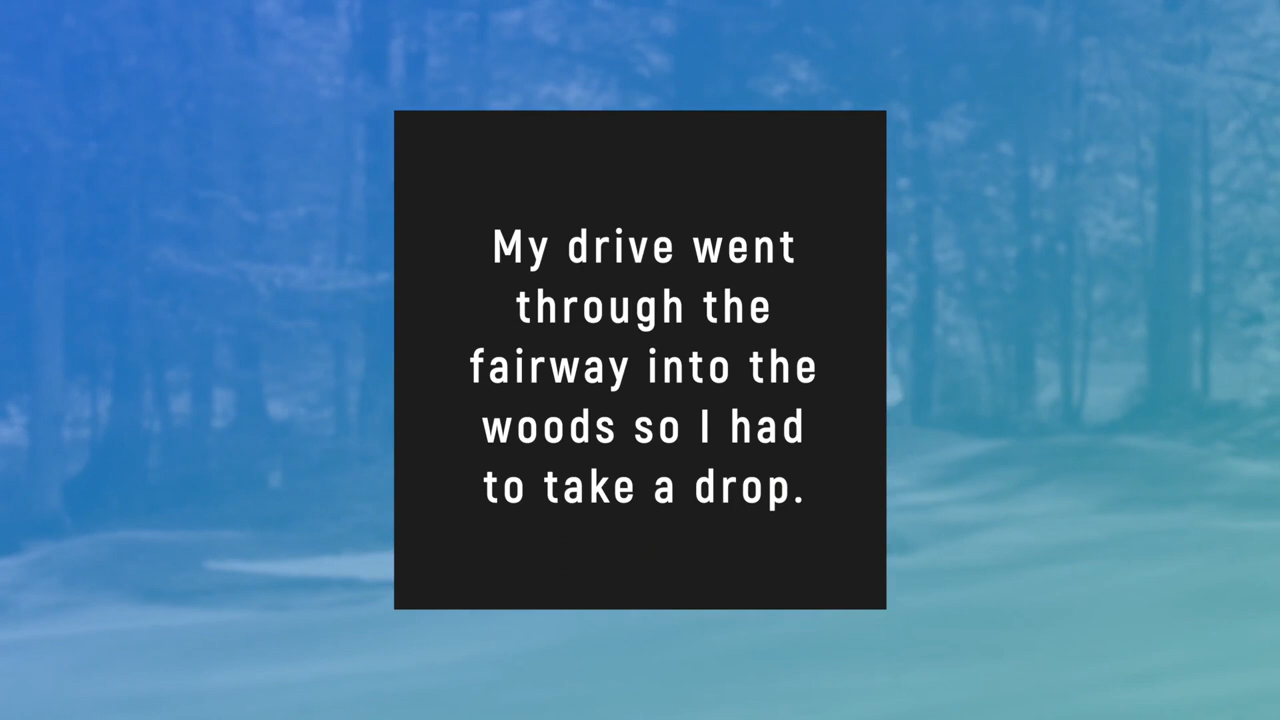 My drive went
through the
fairway into the
woods so I had
to take a drop.